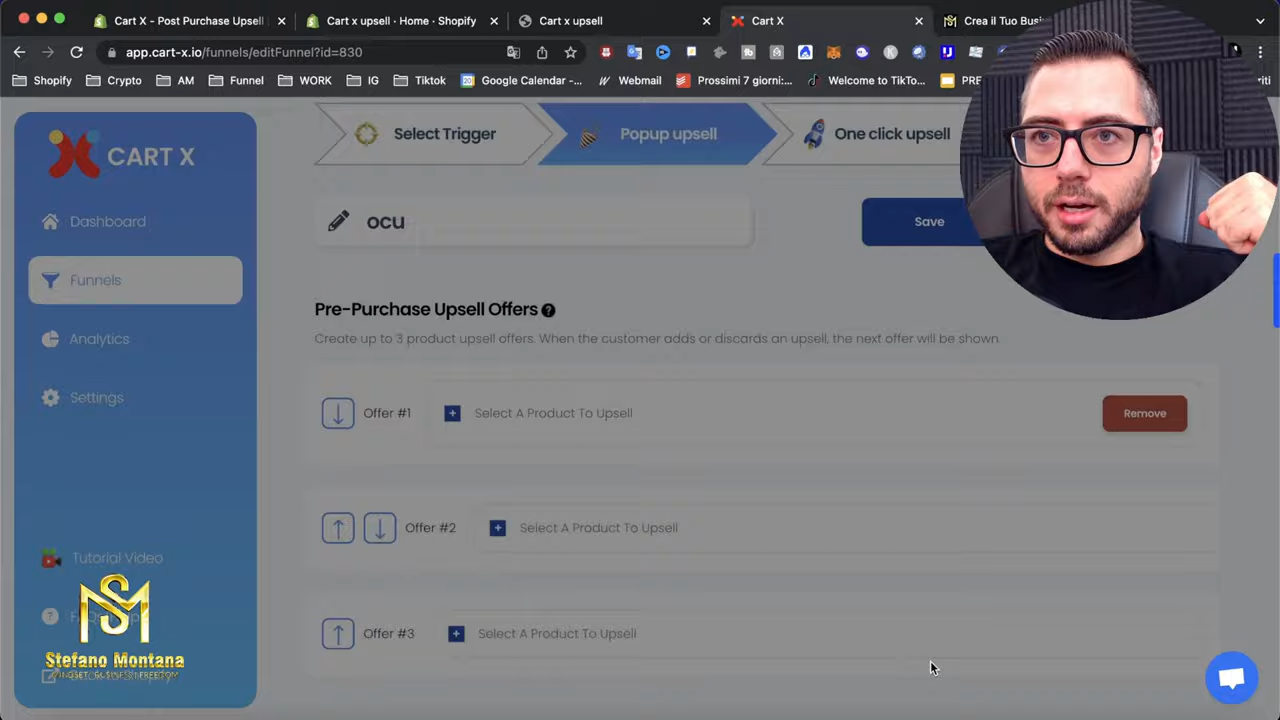 Cart X - Post Purchase Upsell
Cart x upsell · Home · Shopify
Cart x upsell
Cart X
Crea il Tuo Busi
app.cart-x.io/funnels/editFunnel?id=830
Shopify
Crypto
AM
Funnel
WORK
IG
Tiktok
Google Calendar -...
Webmail
Prossimi 7 giorni:...
Welcome to TikTo...
PRE
Select Trigger
Popup upsell
One click upsell
CART X
ocu
Save
Dashboard
Funnels
Analytics
Settings
Pre-Purchase Upsell Offers
Create up to 3 product upsell offers. When the customer adds or discards an upsell, the next offer will be shown.
Offer #1
Select A Product To Upsell
Remove
Offer #2
Select A Product To Upsell
Offer #3
Select A Product To Upsell
Tutorial Video
SM
Stefano Montana